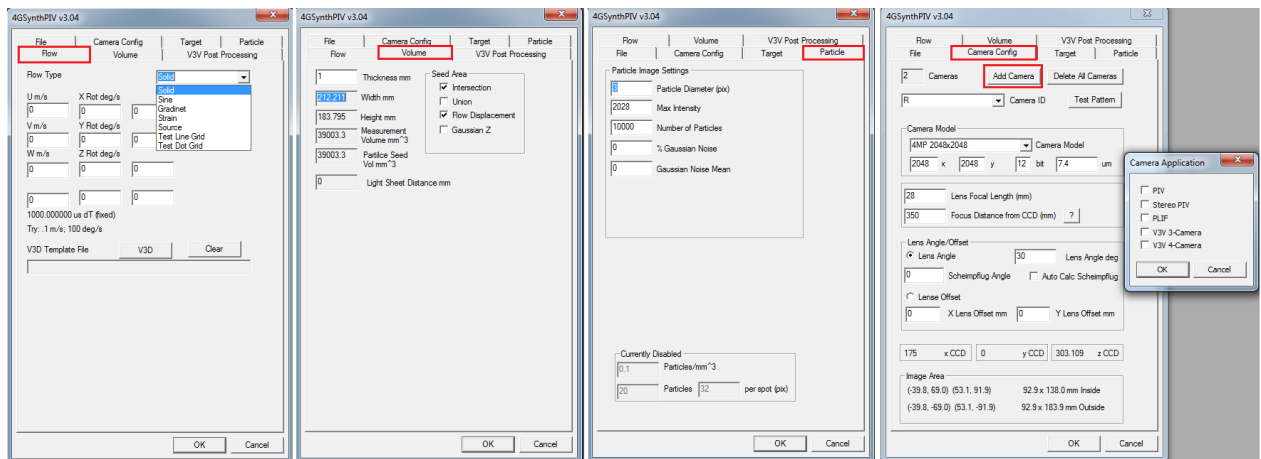 4GSynthPIV v3.04
File Camera Config Target Particle
Flow Volume V3V Post Processing
Flow Type Solid
Solid
Sine
Gradinet
Strain
Source
Test Line Grid
Test Dot Grid
U m/s X Rot deg/s
0 0 0
V m/s Y Rot deg/s
0 0 0
W m/s Z Rot deg/s
0 0 0
0 0 0
1000.000000 us dT (fixed)
Try: .1 m/s; 100 deg/s
V3D Template File V3D Clear
OK Cancel
4GSynthPIV v3.04
File Camera Config Target Particle
Flow Volume V3V Post Processing
1 Thickness mm
212.211 Width mm
183.795 Height mm
39003.3 Measurement
Volume mm^3
39003.3 Partilce Seed
Vol mm^3
0 Light Sheet Distance mm
Seed Area
Intersection
Union
Flow Displacement
Gaussian Z
OK Cancel
4GSynthPIV v3.04
Flow Volume V3V Post Processing
File Camera Config Target Particle
Particle Image Settings
3 Particle Diameter (pix)
2028 Max Intensity
10000 Number of Particles
0 % Gaussian Noise
0 Gaussian Noise Mean
Currently Disabled
0.1 Particles/mm^3
20 Particles 32 per spot (pix)
OK Cancel
4GSynthPIV v3.04
Flow Volume V3V Post Processing
File Camera Config Target Particle
2 Cameras Add Camera Delete All Cameras
R Camera ID Test Pattern
Camera Model
4MP 2048x2048 Camera Model
2048 x 2048 y 12 bit 7.4 um
28 Lens Focal Length (mm)
350 Focus Distance from CCD (mm) ?
Lens Angle/Offset
Lens Angle 30 Lens Angle deg
0 Scheimpflug Angle Auto Calc Scheimpflug
Lense Offset
0 X Lens Offset mm 0 Y Lens Offset mm
175 x CCD 0 y CCD 303.109 z CCD
Image Area
(-39.8, 69.0) (53.1, 91.9) 92.9 x 138.0 mm Inside
(-39.8, -69.0) (53.1, -91.9) 92.9 x 183.9 mm Outside
OK Cancel
Camera Application
PIV
Stereo PIV
PLIF
V3V 3-Camera
V3V 4-Camera
OK Cancel